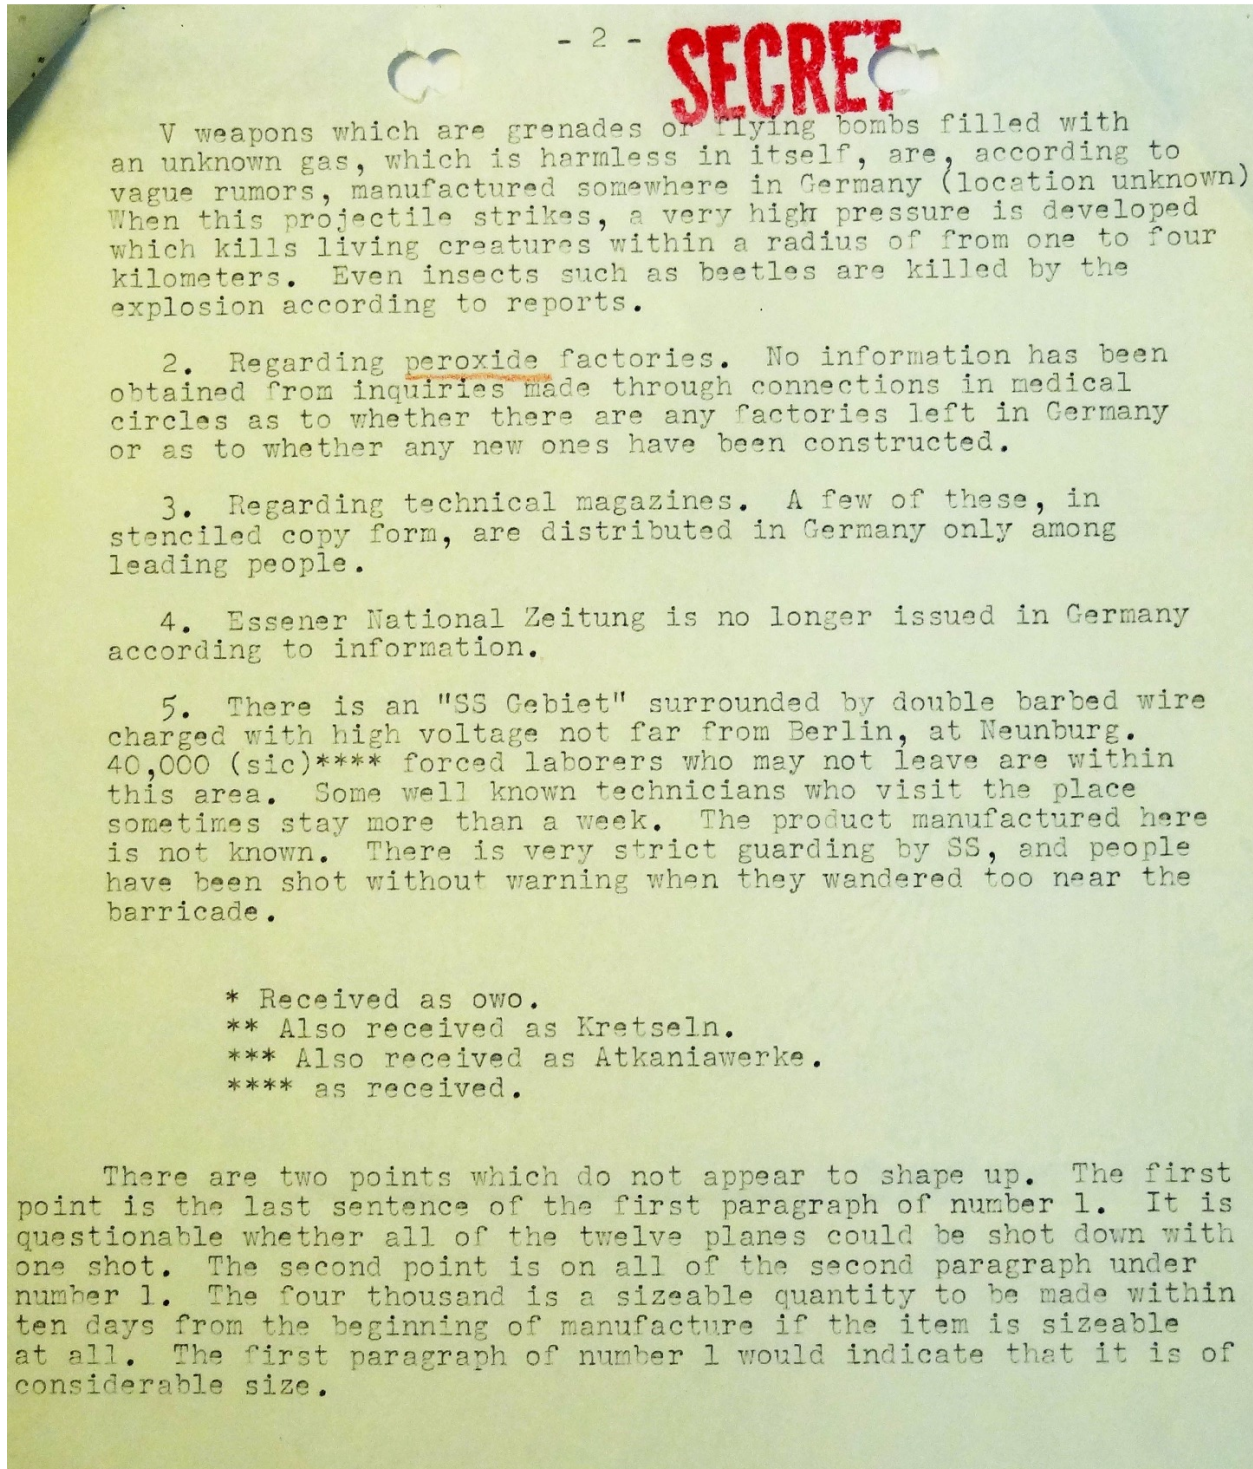 - 2 -
SECRET
V weapons which are grenades or flying bombs filled with
an unknown gas, which is harmless in itself, are, according to
vague rumors, manufactured somewhere in Germany (location unknown)
When this projectile strikes, a very high pressure is developed
which kills living creatures within a radius of from one to four
kilometers. Even insects such as beetles are killed by the
explosion according to reports.
2. Regarding peroxide factories. No information has been
obtained from inquiries made through connections in medical
circles as to whether there are any factories left in Germany
or as to whether any new ones have been constructed.
3. Regarding technical magazines. A few of these, in
stenciled copy form, are distributed in Germany only among
leading people.
4. Essener National Zeitung is no longer issued in Germany
according to information.
5. There is an "SS Gebiet" surrounded by double barbed wire
charged with high voltage not far from Berlin, at Neunburg.
40,000 (sic)**** forced laborers who may not leave are within
this area. Some well known technicians who visit the place
sometimes stay more than a week. The product manufactured here
is not known. There is very strict guarding by SS, and people
have been shot without warning when they wandered too near the
barricade.
* Received as owo.
** Also received as Kretseln.
*** Also received as Atkaniawerke.
**** as received.
There are two points which do not appear to shape up. The first
point is the last sentence of the first paragraph of number 1. It is
questionable whether all of the twelve planes could be shot down with
one shot. The second point is on all of the second paragraph under
number 1. The four thousand is a sizeable quantity to be made within
ten days from the beginning of manufacture if the item is sizeable
at all. The first paragraph of number 1 would indicate that it is of
considerable size.